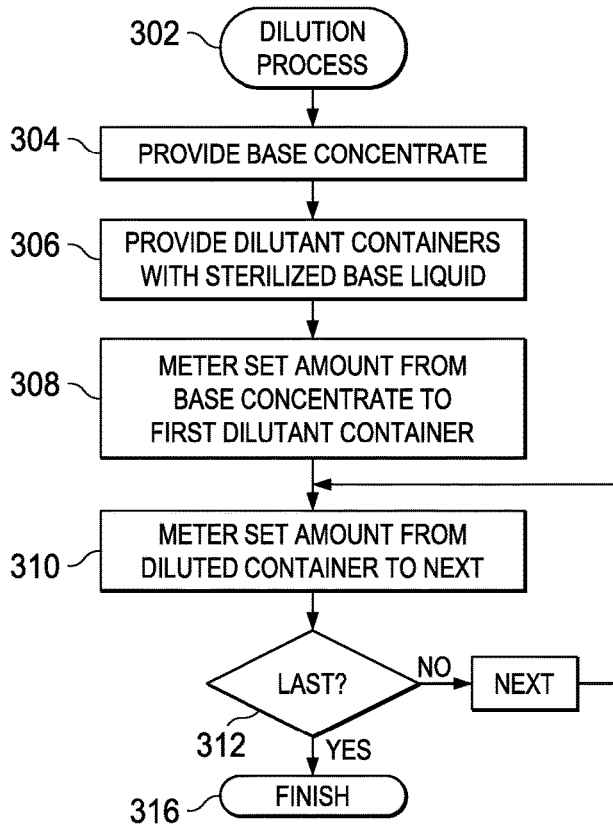 302
DILUTION
PROCESS
304
PROVIDE BASE CONCENTRATE
306
PROVIDE DILUTANT CONTAINERS
WITH STERILIZED BASE LIQUID
308
METER SET AMOUNT FROM
BASE CONCENTRATE TO
FIRST DILUTANT CONTAINER
310
METER SET AMOUNT FROM
DILUTED CONTAINER TO NEXT
LAST?
NO
NEXT
312
YES
316
FINISH